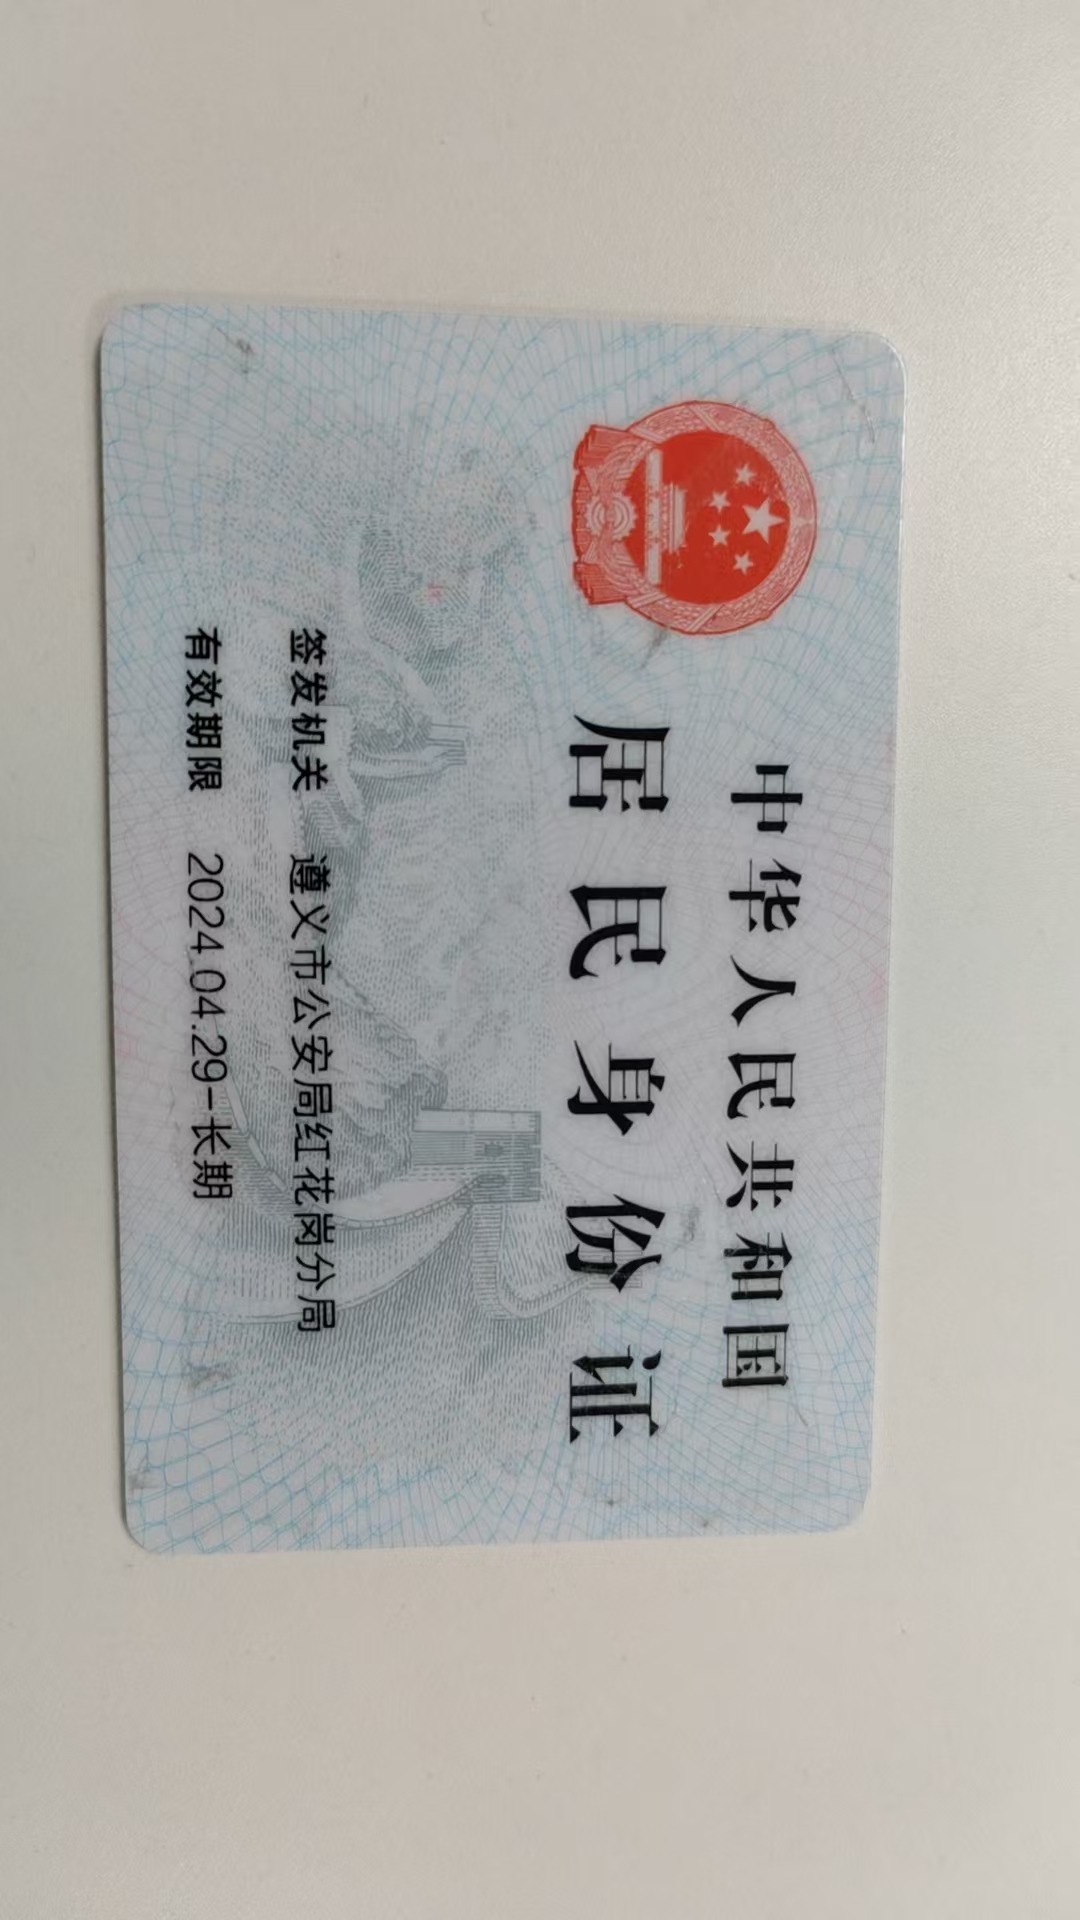 中华人民共和国
居民身份证
签发机关 遵义市公安局红花岗分局
有效期限 2024.04.29-长期